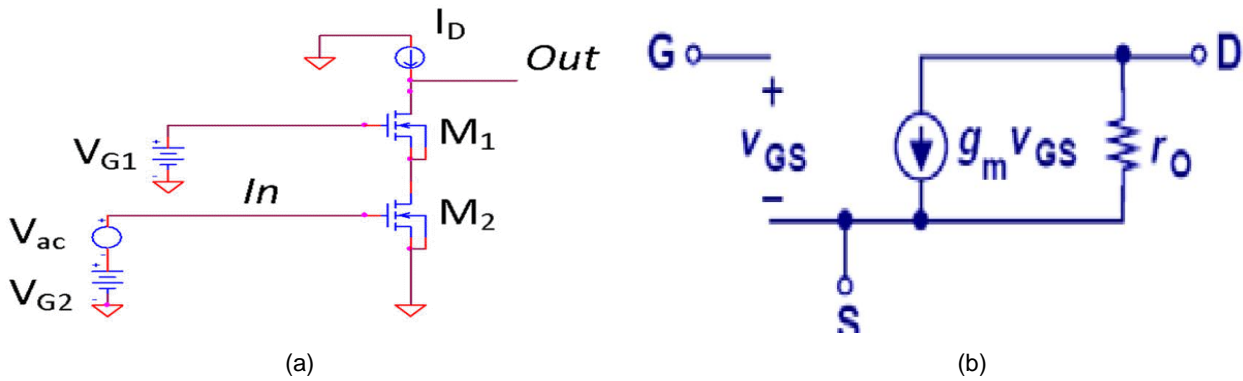 I_D
Out
M_1
V_G1
In
M_2
V_ac
V_G2
(a)
G
D
+
v_GS
g_m v_GS
r_O
−
S
(b)